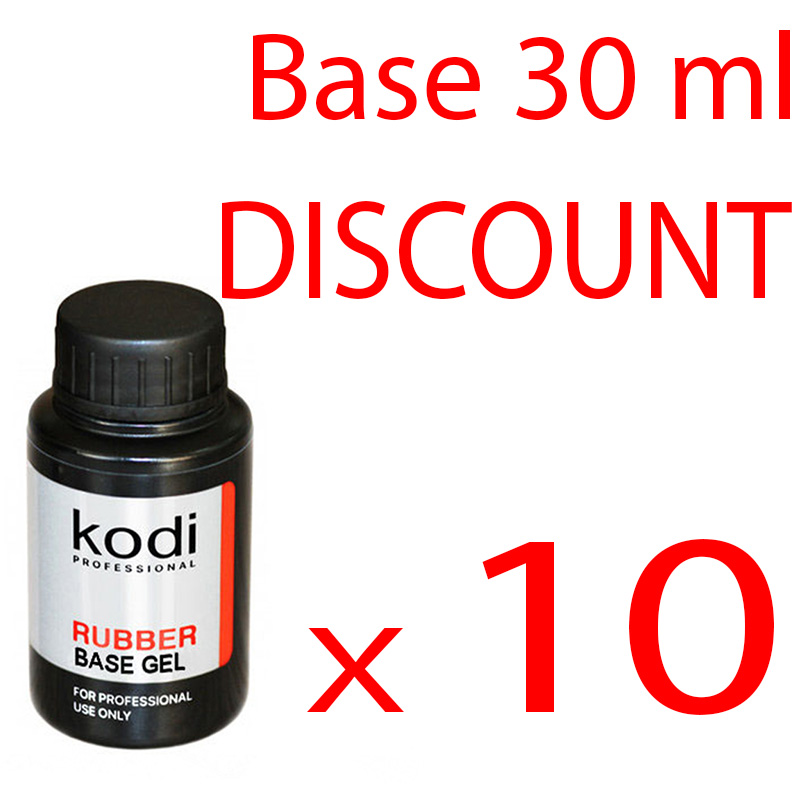 Base 30 ml
DISCOUNT
kodi
PROFESSIONAL
RUBBER
BASE GEL
FOR PROFESSIONAL
USE ONLY
x 10